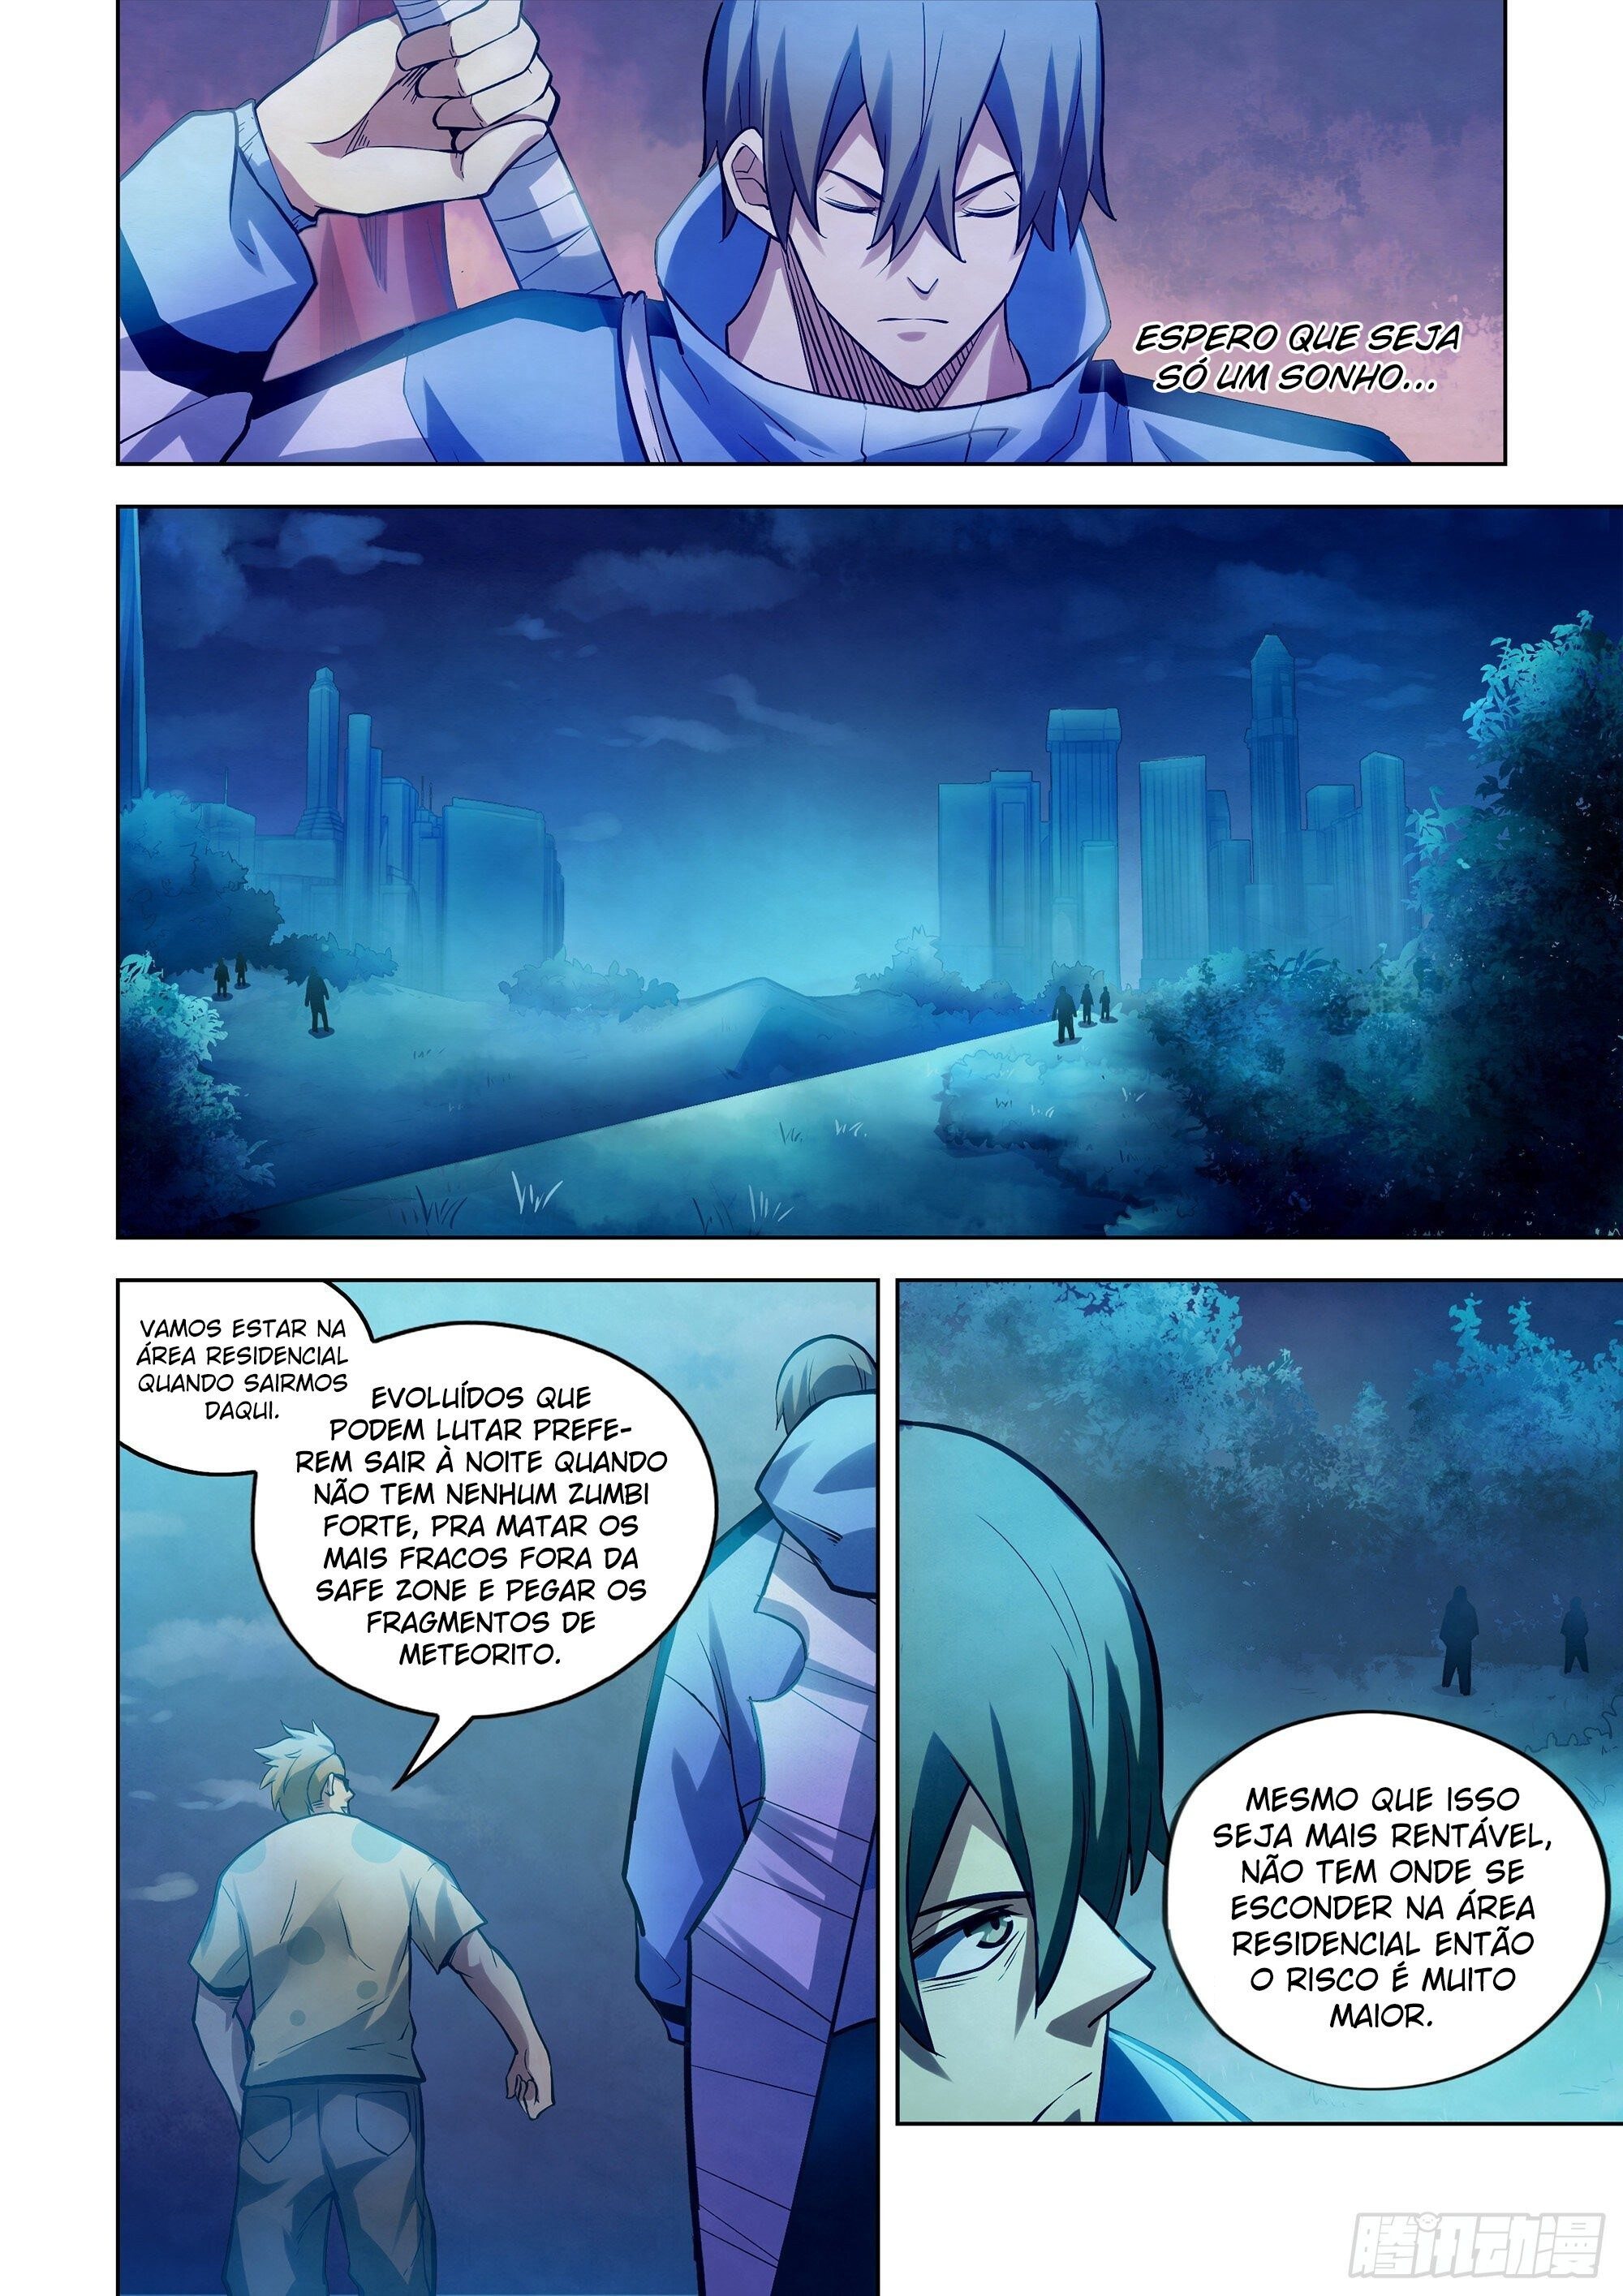 ESPERO QUE SEJA
SÓ UM SONHO...
VAMOS ESTAR NA
ÁREA RESIDENCIAL
QUANDO SAIRMOS
DAQUI.
EVOLUÍDOS QUE
PODEM LUTAR PREFE-
REM SAIR À NOITE QUANDO
NÃO TEM NENHUM ZUMBI
FORTE, PRA MATAR OS
MAIS FRACOS FORA DA
SAFE ZONE E PEGAR OS
FRAGMENTOS DE
METEORITO.
MESMO QUE ISSO
SEJA MAIS RENTÁVEL,
NÃO TEM ONDE SE
ESCONDER NA ÁREA
RESIDENCIAL ENTÃO
O RISCO É MUITO
MAIOR.
腾讯动漫